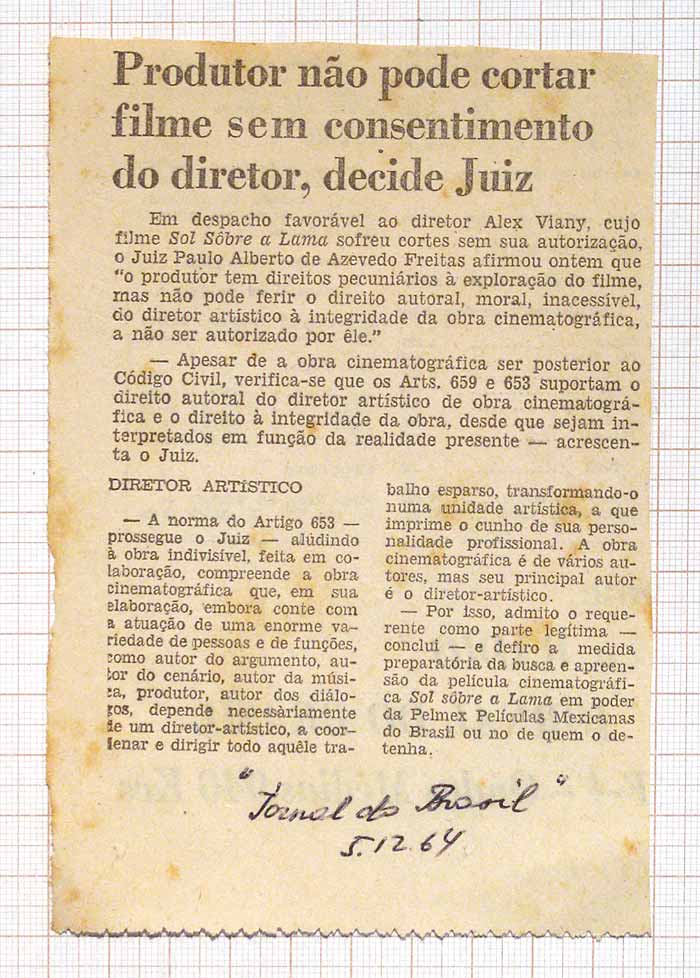 Produtor não pode cortar
filme sem consentimento
do diretor, decide Juiz
Em despacho favorável ao diretor Alex Viany, cujo
filme Sol Sôbre a Lama sofreu cortes sem sua autorização,
o Juiz Paulo Alberto de Azevedo Freitas afirmou ontem que
“o produtor tem direitos pecuniários à exploração do filme,
mas não pode ferir o direito autoral, moral, inacessível,
do diretor artístico à integridade da obra cinematográfica,
a não ser autorizado por êle.”
— Apesar de a obra cinematográfica ser posterior ao
Código Civil, verifica-se que os Arts. 659 e 653 suportam o
direito autoral do diretor artístico de obra cinematográ-
fica e o direito à integridade da obra, desde que sejam in-
terpretados em função da realidade presente — acrescen-
ta o Juiz.
DIRETOR ARTÍSTICO
— A norma do Artigo 653 —
prossegue o Juiz — aludindo
à obra indivisível, feita em co-
laboração, compreende a obra
cinematográfica que, em sua
elaboração, embora conte com
a atuação de uma enorme va-
riedade de pessoas e de funções,
como autor do argumento, au-
tor do cenário, autor da músi-
ca, produtor, autor dos diálo-
gos, depende necessàriamente
de um diretor-artístico, a coor-
denar e dirigir todo aquêle tra-
balho esparso, transformando-o
numa unidade artística, a que
imprime o cunho de sua perso-
nalidade profissional. A obra
cinematográfica é de vários au-
tores, mas seu principal autor
é o diretor-artístico.
— Por isso, admito o reque-
rente como parte legítima —
conclui — e defiro a medida
preparatória da busca e apreen-
são da película cinematográfi-
ca Sol sôbre a Lama em poder
da Pelmex Películas Mexicanas
do Brasil ou no de quem o de-
tenha.
"Jornal do Brasil"
5.12.64